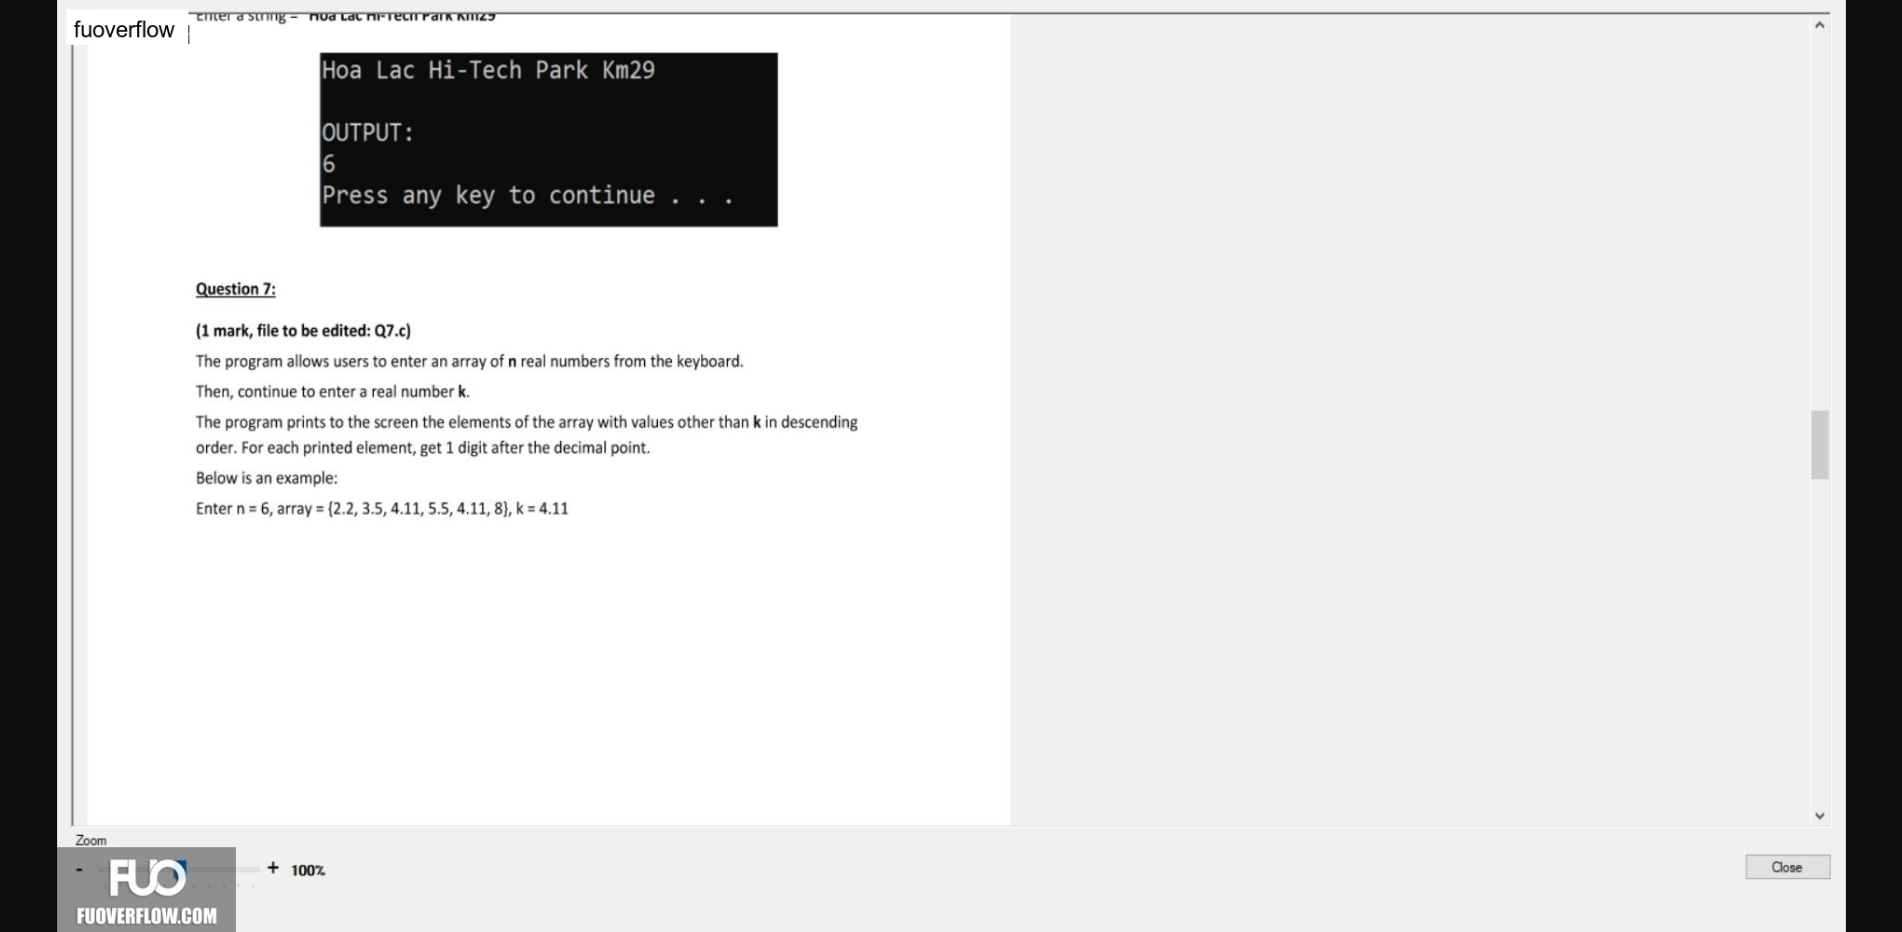 Enter a string = "Hoa Lac Hi-Tech Park Km29"
fuoverflow
Hoa Lac Hi-Tech Park Km29
OUTPUT:
6
Press any key to continue . . .
Question 7:
(1 mark, file to be edited: Q7.c)
The program allows users to enter an array of n real numbers from the keyboard.
Then, continue to enter a real number k.
The program prints to the screen the elements of the array with values other than k in descending
order. For each printed element, get 1 digit after the decimal point.
Below is an example:
Enter n = 6, array = {2.2, 3.5, 4.11, 5.5, 4.11, 8}, k = 4.11
Zoom
- + 100%
Close
FUO
FUOVERFLOW.COM